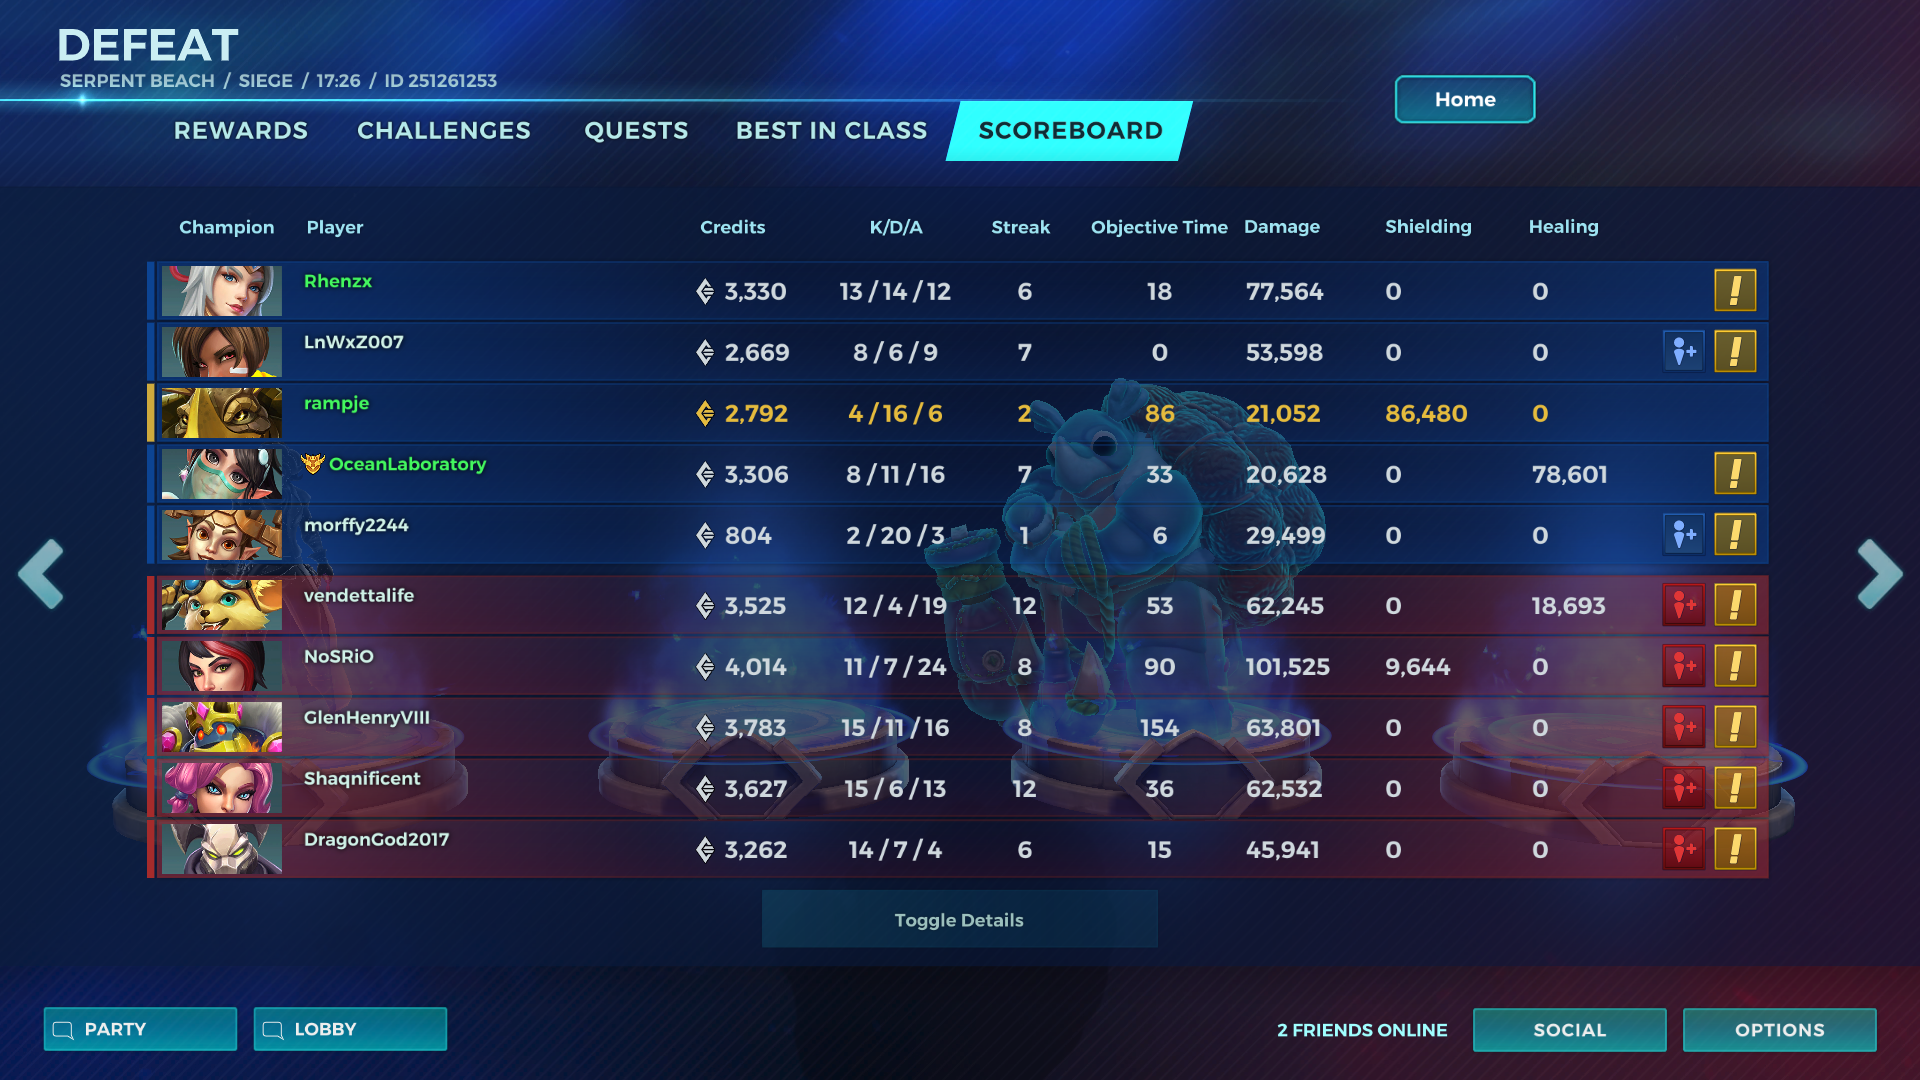 DEFEAT
SERPENT BEACH / SIEGE / 17:26 / ID 251261253
Home
REWARDS CHALLENGES QUESTS BEST IN CLASS SCOREBOARD
Champion Player Credits K/D/A Streak Objective Time Damage Shielding Healing
Rhenzx 3,330 13 / 14 / 12 6 18 77,564 0 0
LnWxZ007 2,669 8 / 6 / 9 7 0 53,598 0 0
rampje 2,792 4 / 16 / 6 2 86 21,052 86,480 0
OceanLaboratory 3,306 8 / 11 / 16 7 33 20,628 0 78,601
morffy2244 804 2 / 20 / 3 1 6 29,499 0 0
vendettalife 3,525 12 / 4 / 19 12 53 62,245 0 18,693
NoSRiO 4,014 11 / 7 / 24 8 90 101,525 9,644 0
GlenHenryVIII 3,783 15 / 11 / 16 8 154 63,801 0 0
Shaqnificent 3,627 15 / 6 / 13 12 36 62,532 0 0
DragonGod2017 3,262 14 / 7 / 4 6 15 45,941 0 0
Toggle Details
PARTY LOBBY 2 FRIENDS ONLINE SOCIAL OPTIONS